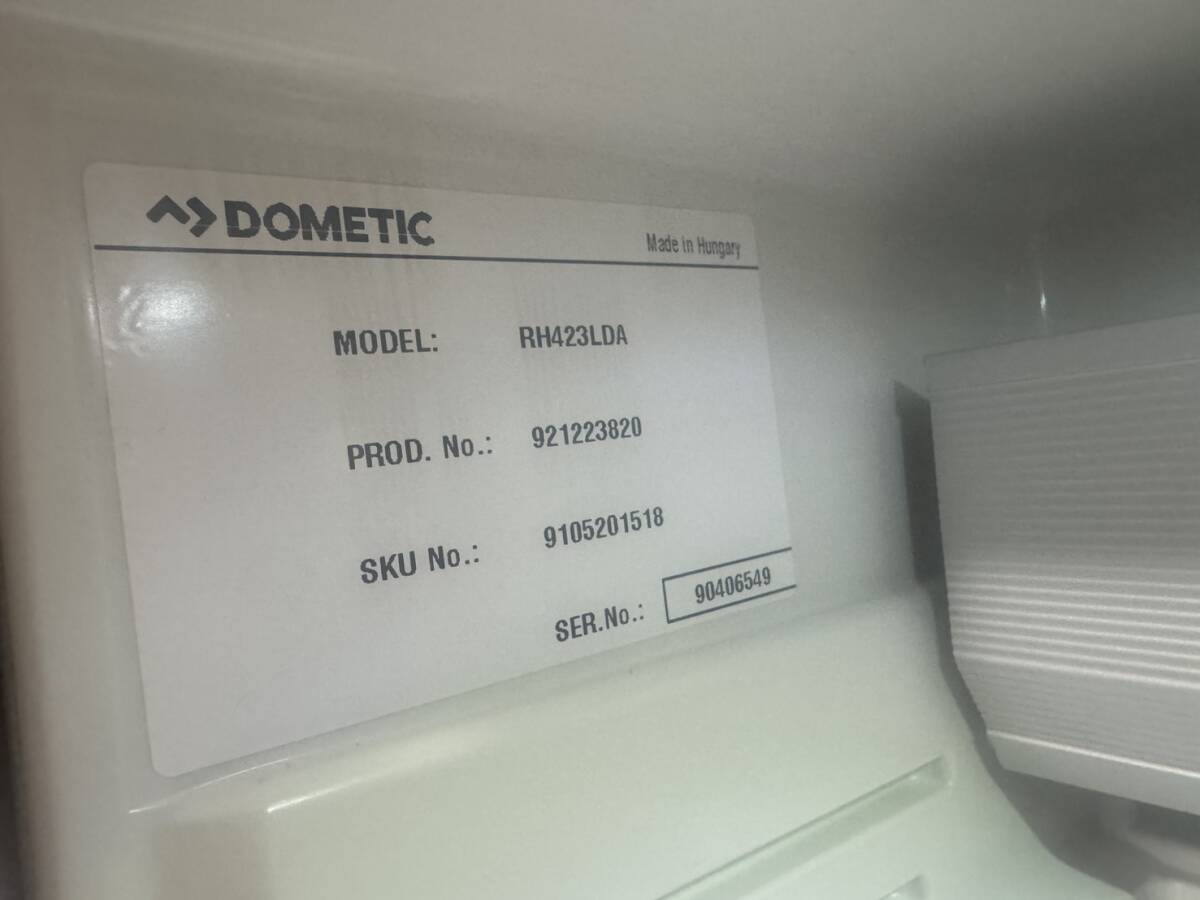 DOMETIC
Made in Hungary
MODEL: RH423LDA
PROD. No.: 921223820
SKU No.: 9105201518
SER.No.: 90406549